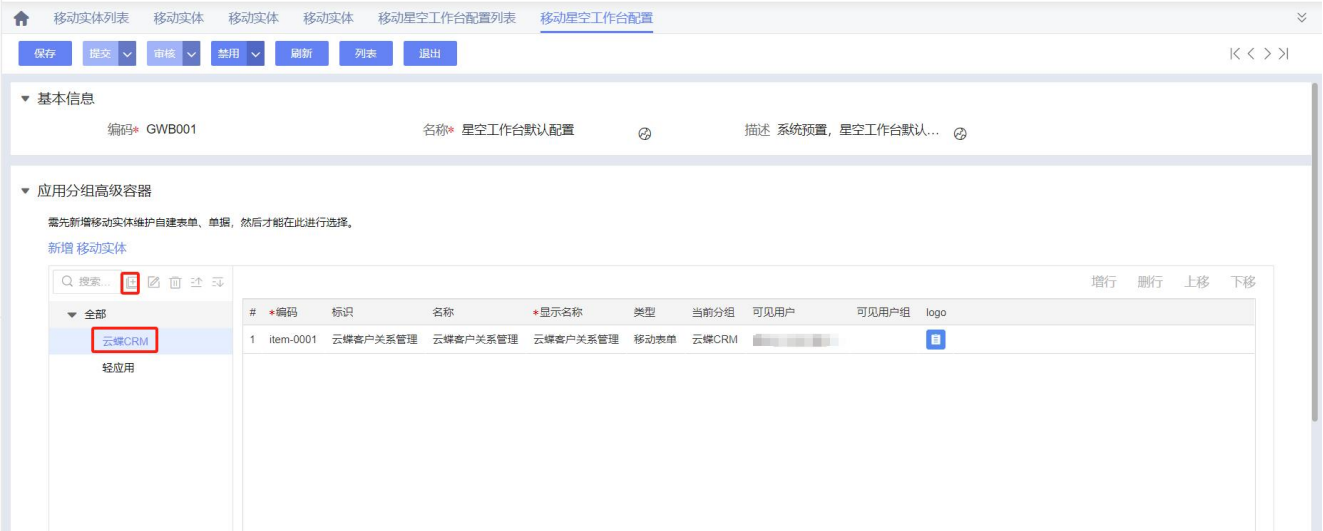 移动实体列表 移动实体 移动实体 移动实体 移动星空工作台配置列表 移动星空工作台配置
保存 提交 审核 禁用 刷新 列表 退出
基本信息
编码* GWB001 名称* 星空工作台默认配置 描述 系统预置，星空工作台默认...
应用分组高级容器
需先新增移动实体维护自建表单、单据，然后才能在此进行选择。
新增 移动实体
搜索... 增行 删行 上移 下移
全部 # *编码 标识 名称 *显示名称 类型 当前分组 可见用户 可见用户组 logo
云蝶CRM 1 item-0001 云蝶客户关系管理 云蝶客户关系管理 云蝶客户关系管理 移动表单 云蝶CRM
轻应用